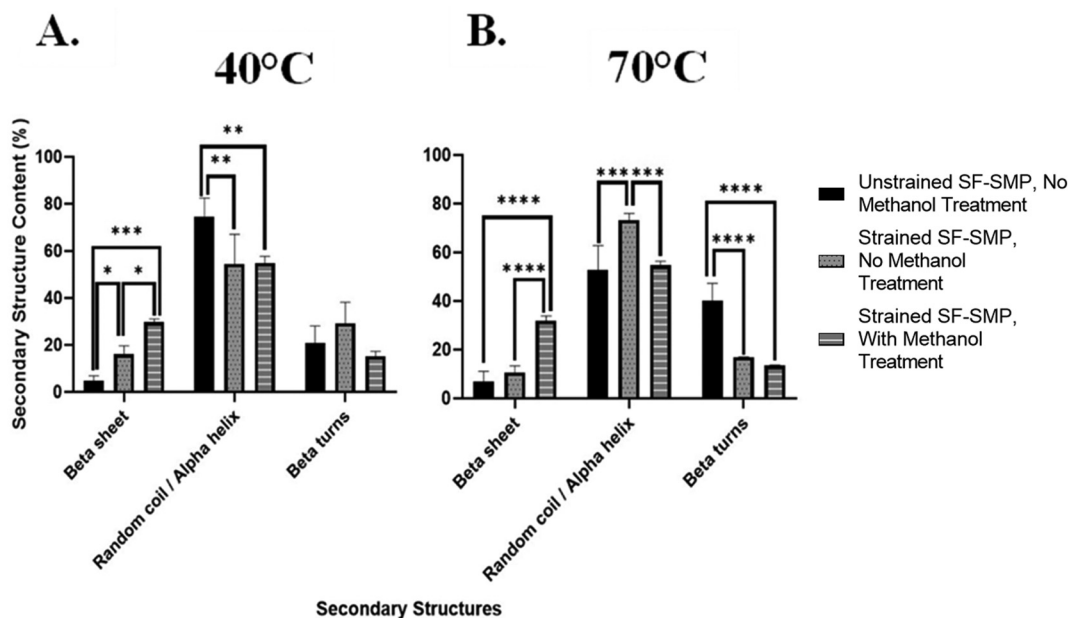 A.
B.
40°C
70°C
Secondary Structure Content (%)
100
80
60
40
20
0
***
*
*
**
**
Beta sheet
Random coil / Alpha helix
Beta turns
100
80
60
40
20
0
****
****
***
***
****
****
Beta sheet
Random coil / Alpha helix
Beta turns
Secondary Structures
Unstrained SF-SMP, No
Methanol Treatment
Strained SF-SMP,
No Methanol
Treatment
Strained SF-SMP,
With Methanol
Treatment